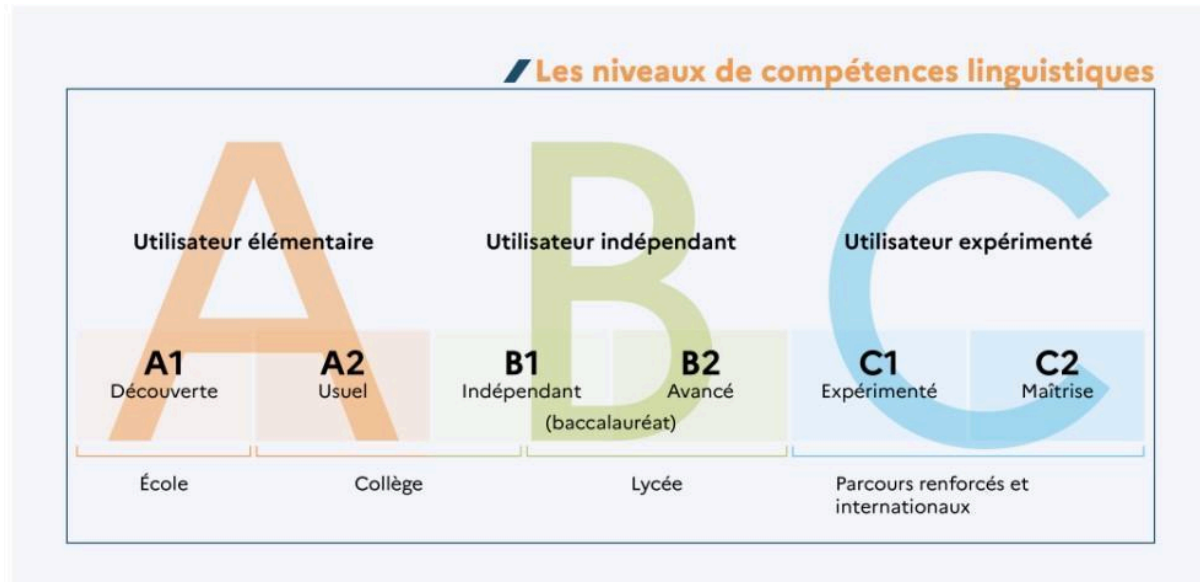 Les niveaux de compétences linguistiques
A B C
Utilisateur élémentaire
Utilisateur indépendant
Utilisateur expérimenté
A1
Découverte
A2
Usuel
B1
Indépendant
B2
Avancé
(baccalauréat)
C1
Expérimenté
C2
Maîtrise
École
Collège
Lycée
Parcours renforcés et
internationaux